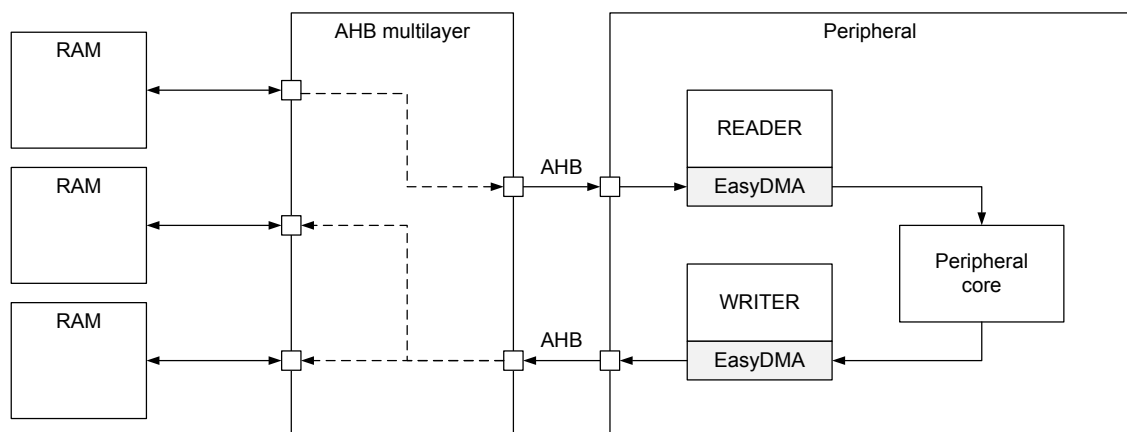 AHB multilayer
Peripheral
RAM
READER
AHB
EasyDMA
RAM
Peripheral
core
WRITER
RAM
AHB
EasyDMA